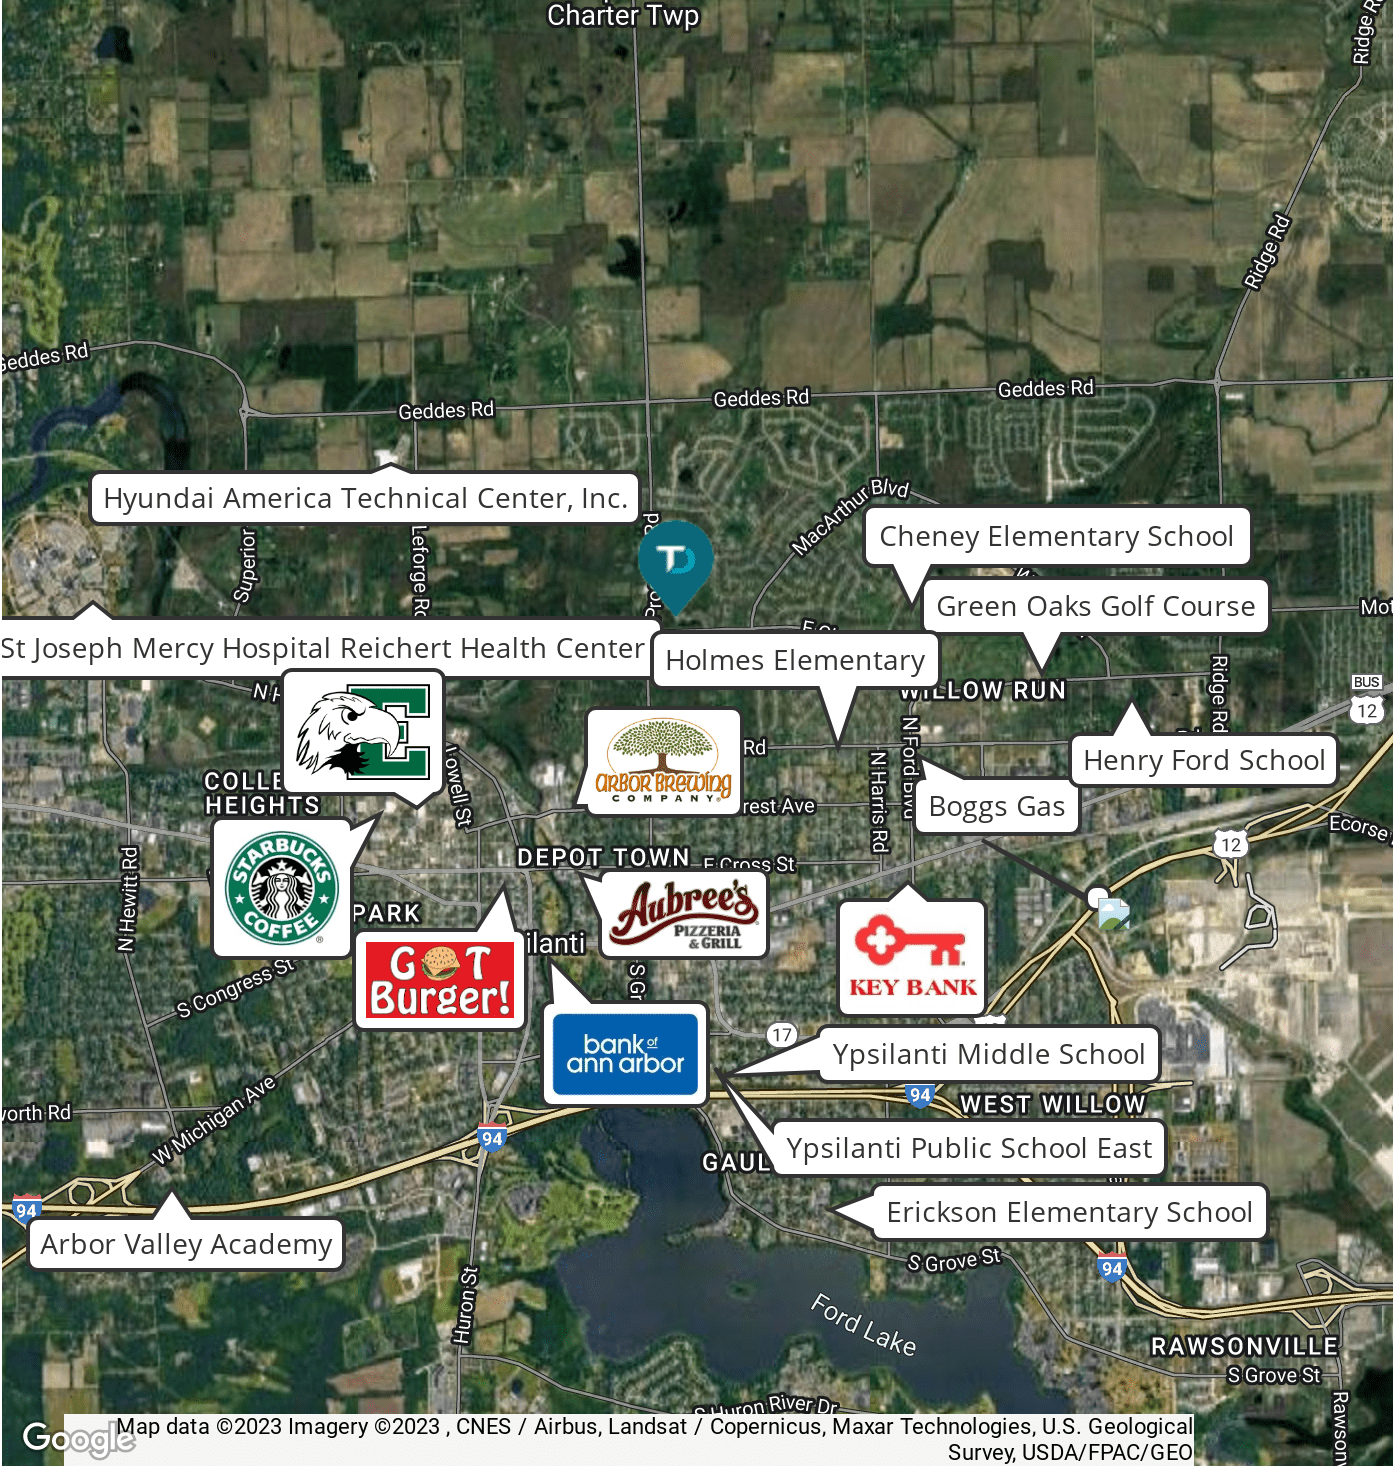 Charter Twp
Ridge Rd
Ridge Rd
Geddes Rd
Geddes Rd
Geddes Rd
Geddes Rd
Hyundai America Technical Center, Inc.
MacArthur Blvd
Cheney Elementary School
Superior
Leforge Rd
TD
Green Oaks Golf Course
St Joseph Mercy Hospital Reichert Health Center
Holmes Elementary
WILLOW RUN
Ridge Rd
BUS
12
E
ARBOR BREWING
COMPANY
Rd
N Ford Blvd
N Harris Rd
Henry Ford School
Lowell St
HEIGHTS
Boggs Gas
Ecorse
12
STARBUCKS
COFFEE
DEPOT TOWN
E Cross St
N Hewitt Rd
PARK
Aubree's
PIZZERIA
& GRILL
KEY BANK
GOT
Burger!
S Congress St
bank of
ann arbor
17
Ypsilanti Middle School
94
WEST WILLOW
W Michigan Ave
94
Ypsilanti Public School East
94
Erickson Elementary School
Arbor Valley Academy
S Grove St
94
Huron St
Ford Lake
RAWSONVILLE
S Grove St
S Huron River Dr
Google
Map data ©2023 Imagery ©2023 , CNES / Airbus, Landsat / Copernicus, Maxar Technologies, U.S. Geological
Survey, USDA/FPAC/GEO